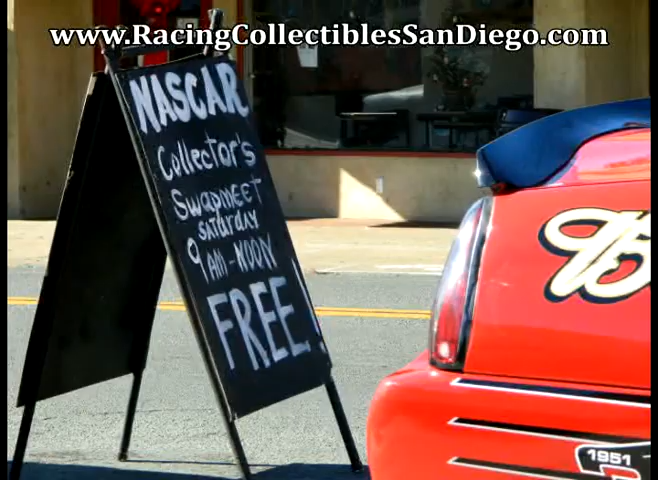 www.RacingCollectiblesSanDiego.com
NASCAR
Collector's
Swapmeet
SATURDAY
9AM-NOON
FREE!
1951